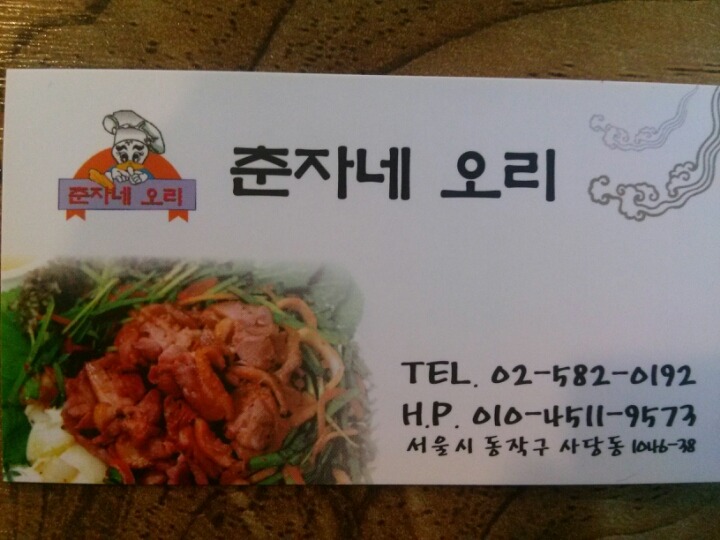 춘자네 오리
춘자네 오리
TEL. 02-582-0192
H.P. 010-4511-9573
서울시 동작구 사당동 1046-38